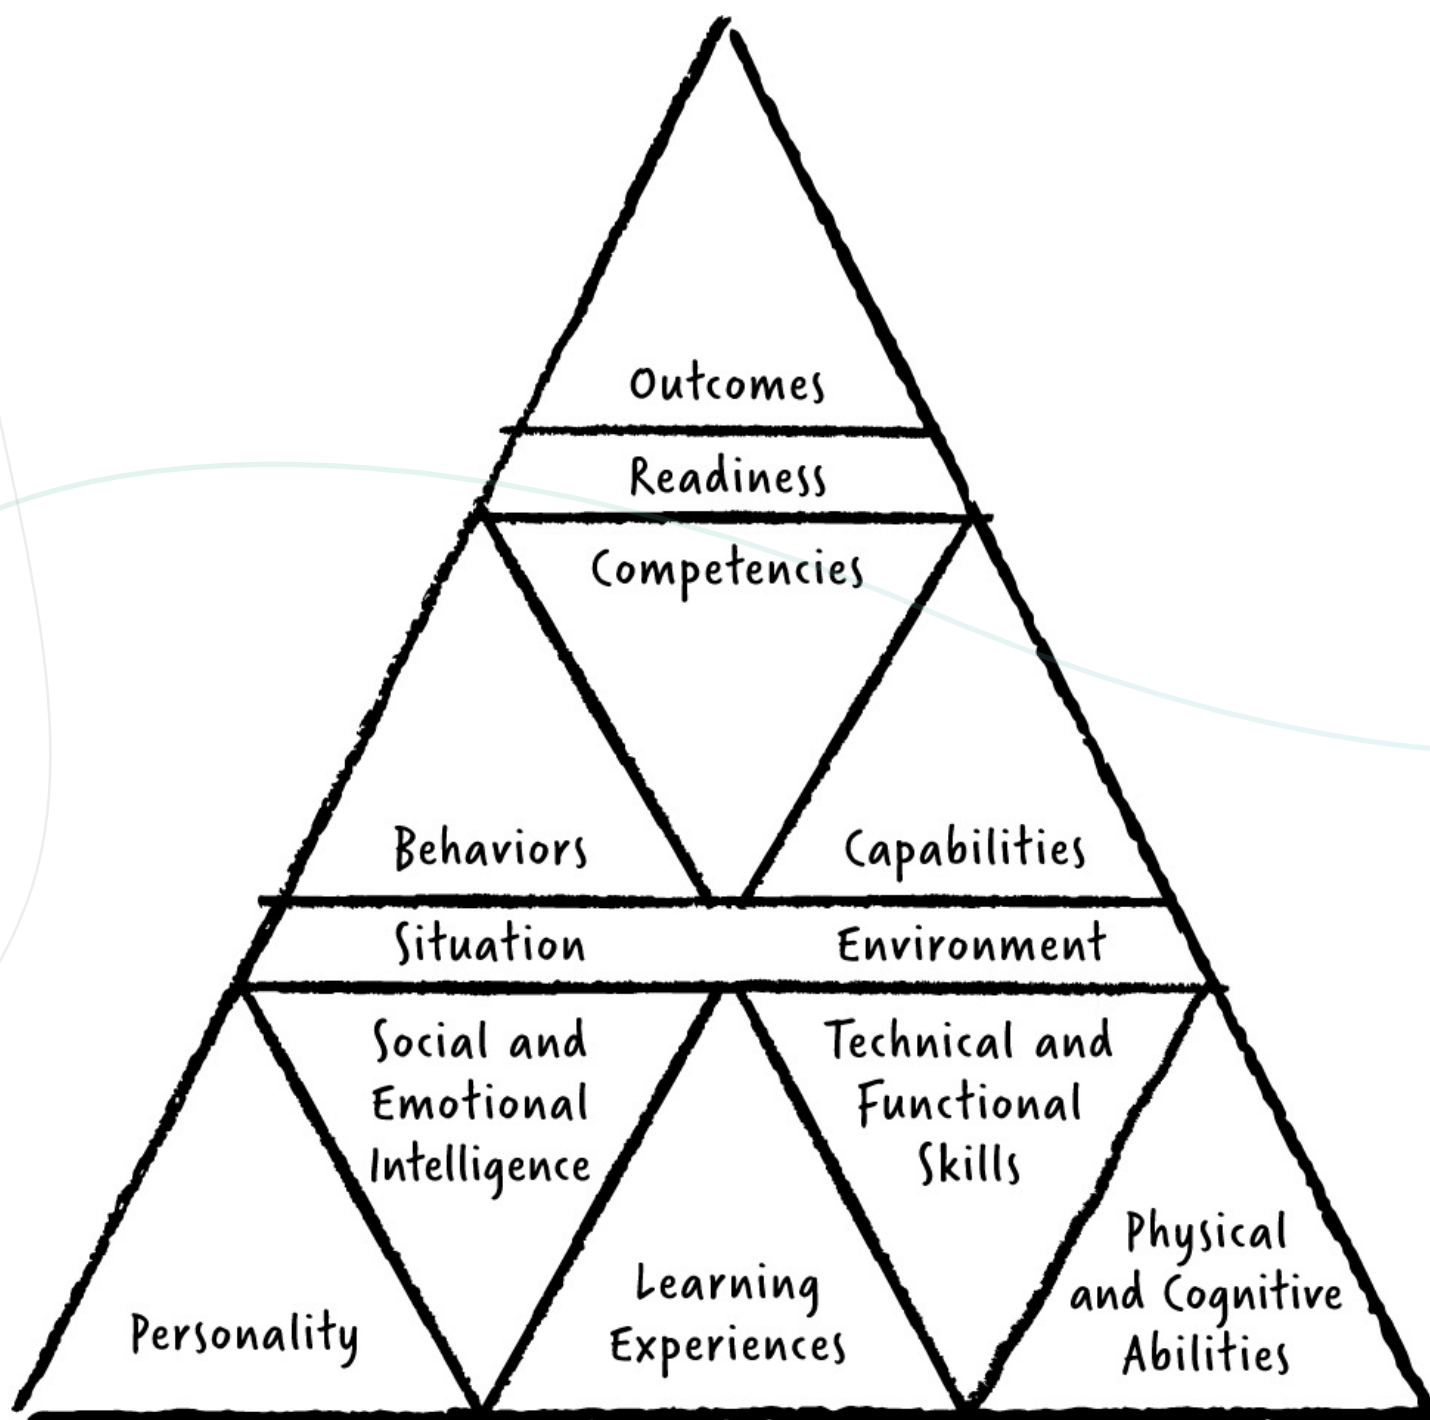 Outcomes
Readiness
Competencies
Behaviors
Capabilities
Situation
Environment
Social and
Emotional
Intelligence
Technical and
Functional
Skills
Personality
Learning
Experiences
Physical
and Cognitive
Abilities